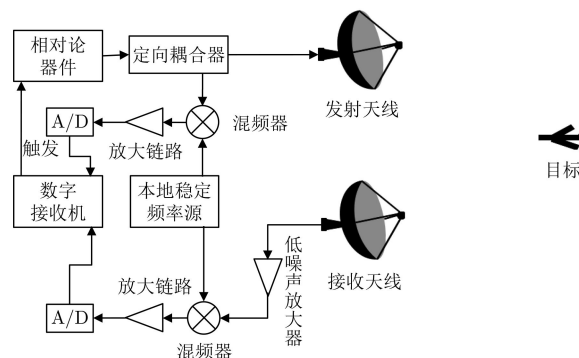 相对论
器件
定向耦合器
发射天线
A/D
混频器
触发
放大链路
目标
数字
接收机
本地稳定
频率源
低噪声放大器
接收天线
放大链路
A/D
混频器